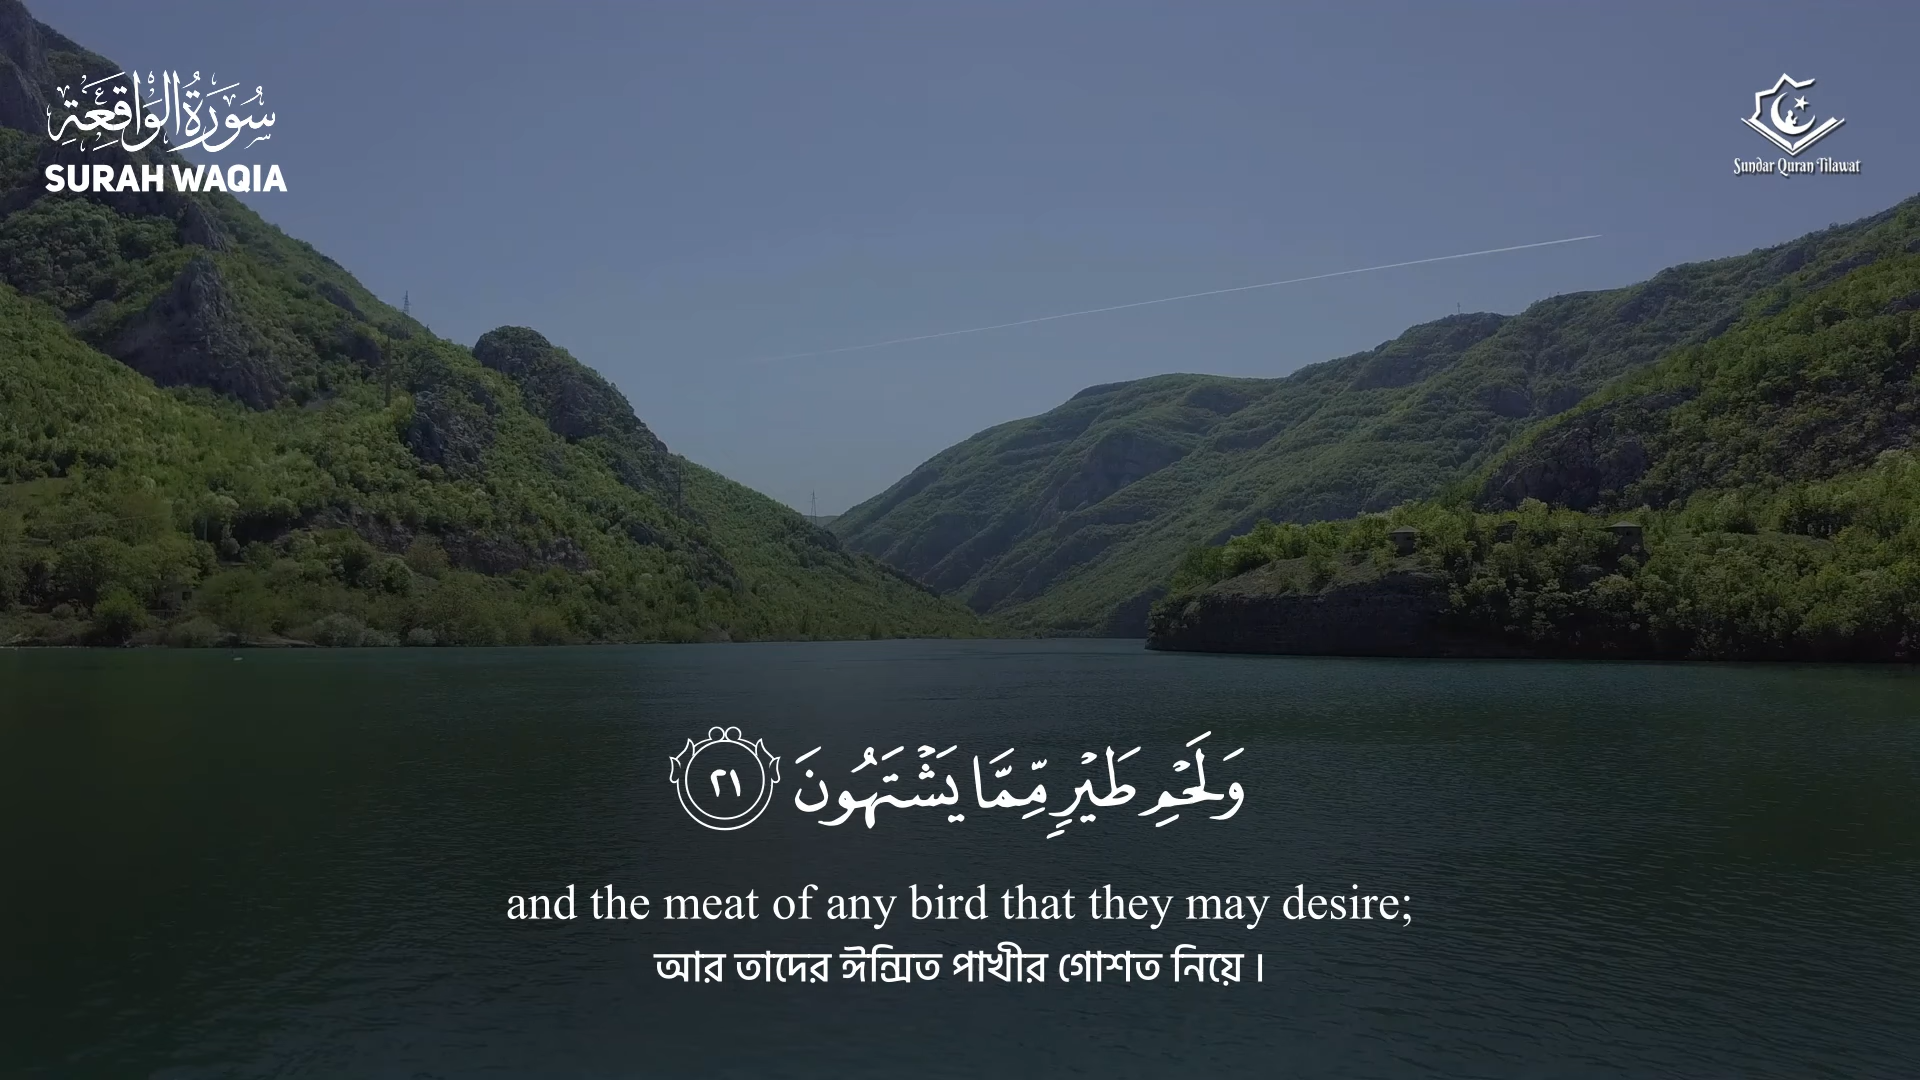 سُورَةُ الوَاقِعَةِ
SURAH WAQIA
Sundar Quran Tilawat
وَلَحْمِ طَيْرٍ مِّمَّا يَشْتَهُونَ ٢١
and the meat of any bird that they may desire;
আর তাদের ঈন্সিত পাখীর গোশত নিয়ে ।